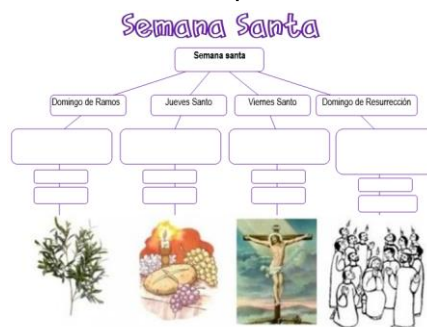 Semana Santa
Semana santa
Domingo de Ramos
Jueves Santo
Viernes Santo
Domingo de Resurrección